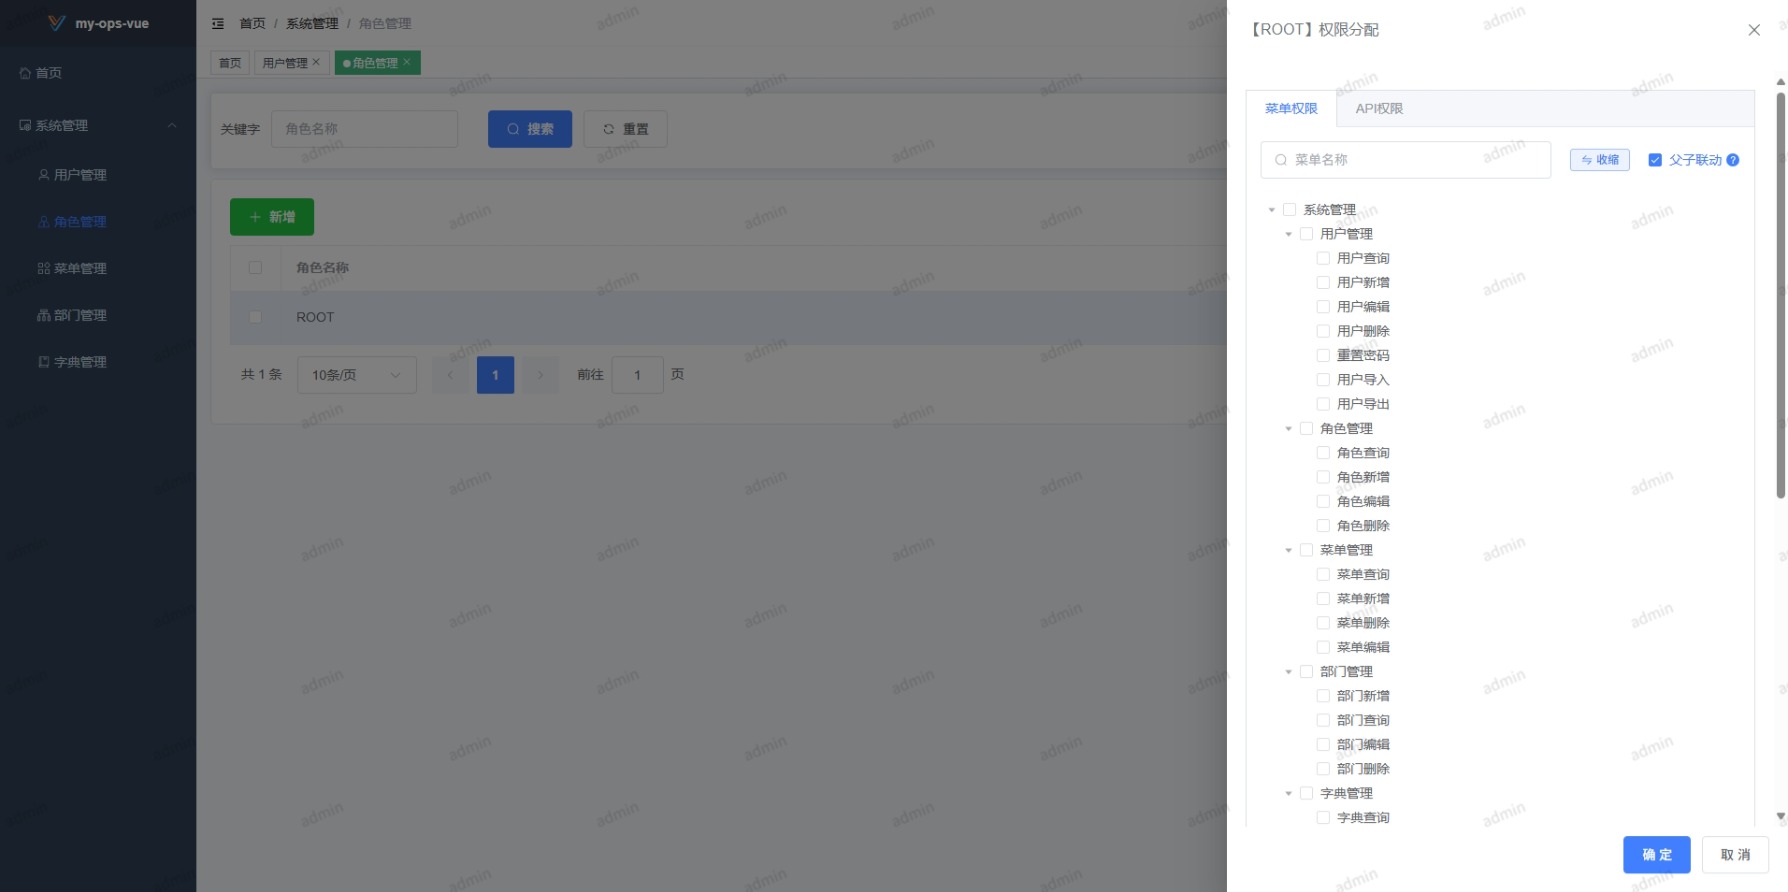 my-ops-vue
首页
系统管理
用户管理
角色管理
菜单管理
部门管理
字典管理
首页 / 系统管理 / 角色管理
首页 用户管理 角色管理
关键字 角色名称 搜索 重置
新增
角色名称
ROOT
共 1 条 10条/页 1 前往 1 页
【ROOT】权限分配
菜单权限 API权限
菜单名称 收缩 父子联动
系统管理
用户管理
用户查询
用户新增
用户编辑
用户删除
重置密码
用户导入
用户导出
角色管理
角色查询
角色新增
角色编辑
角色删除
菜单管理
菜单查询
菜单新增
菜单删除
菜单编辑
部门管理
部门新增
部门查询
部门编辑
部门删除
字典管理
字典查询
确 定 取 消
admin